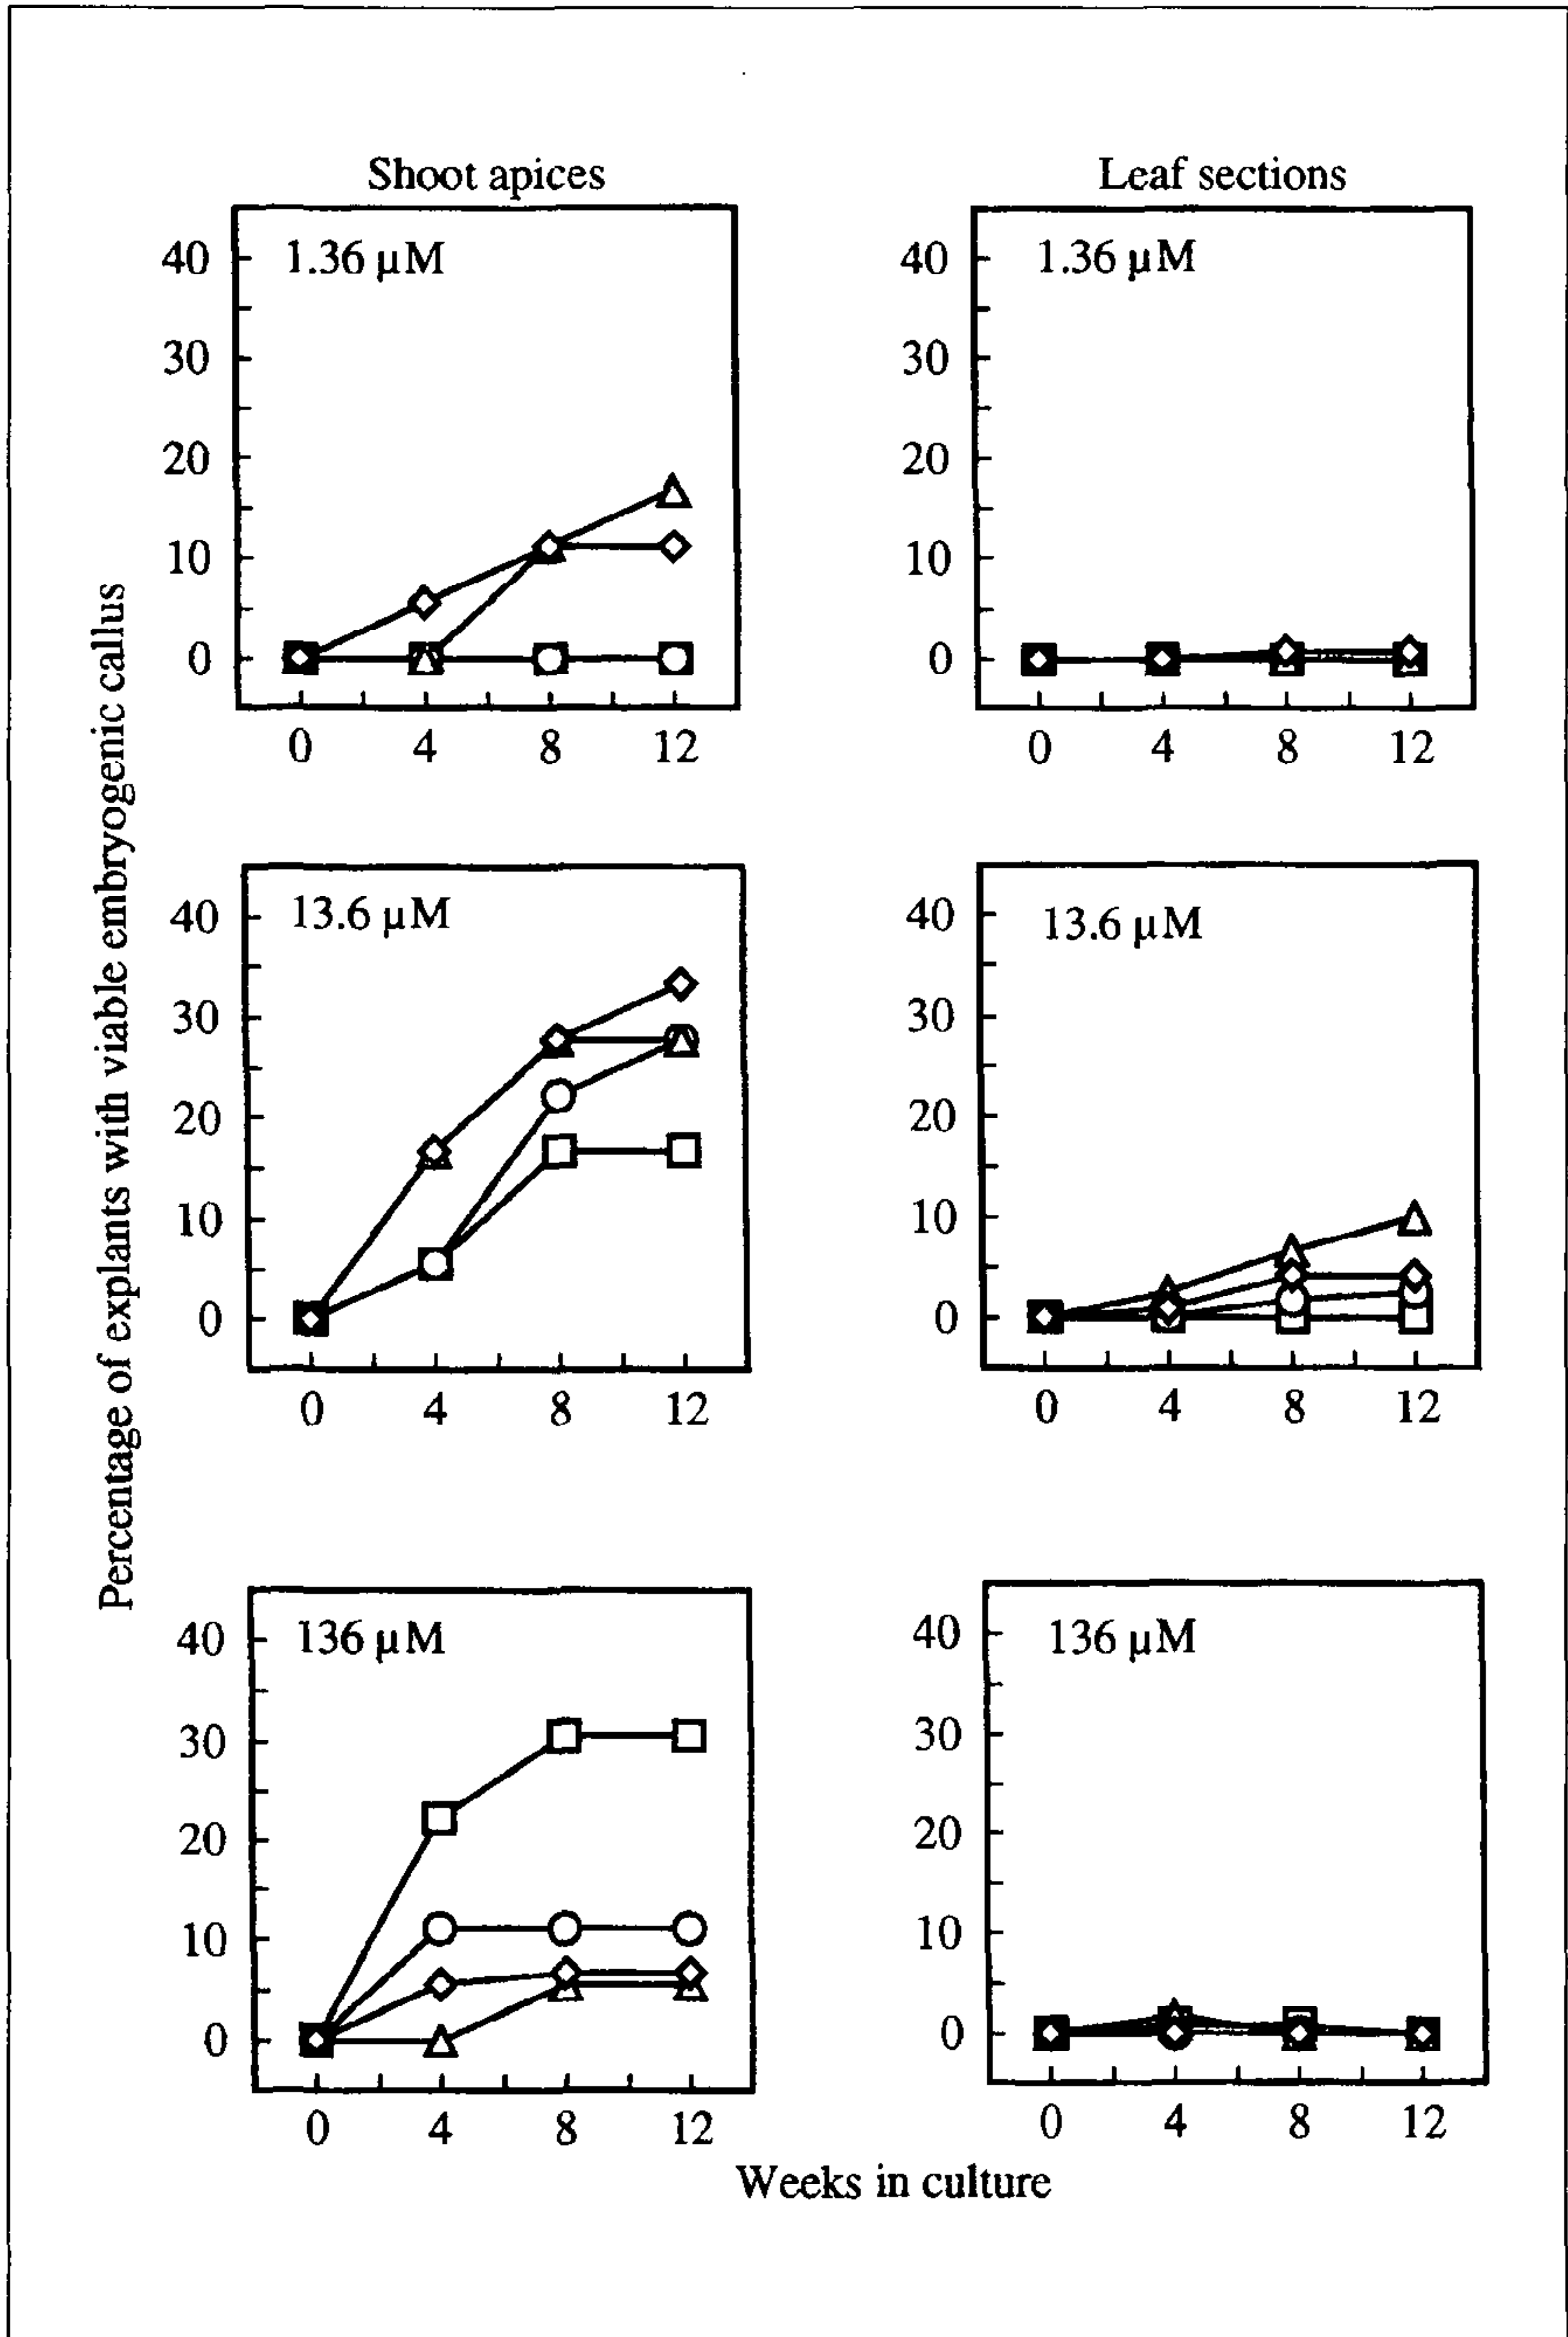 Shoot apices
Leaf sections
1.36 µM
40
30
20
10
0
0 4 8 12
1.36 µM
40
30
20
10
0
0 4 8 12
13.6 µM
40
30
20
10
0
0 4 8 12
13.6 µM
40
30
20
10
0
0 4 8 12
136 µM
40
30
20
10
0
0 4 8 12
136 µM
40
30
20
10
0
0 4 8 12
Percentage of explants with viable embryogenic callus
Weeks in culture